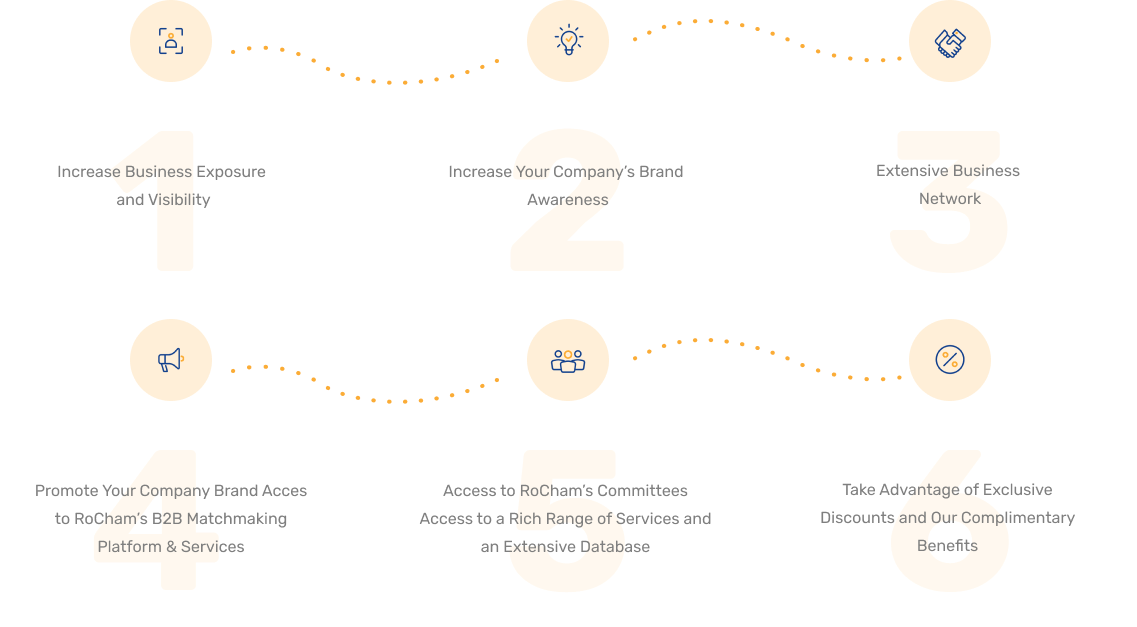 1
Increase Business Exposure
and Visibility
2
Increase Your Company’s Brand
Awareness
3
Extensive Business
Network
4
Promote Your Company Brand Acces
to RoCham’s B2B Matchmaking
Platform & Services
5
Access to RoCham’s Committees
Access to a Rich Range of Services and
an Extensive Database
6
Take Advantage of Exclusive
Discounts and Our Complimentary
Benefits